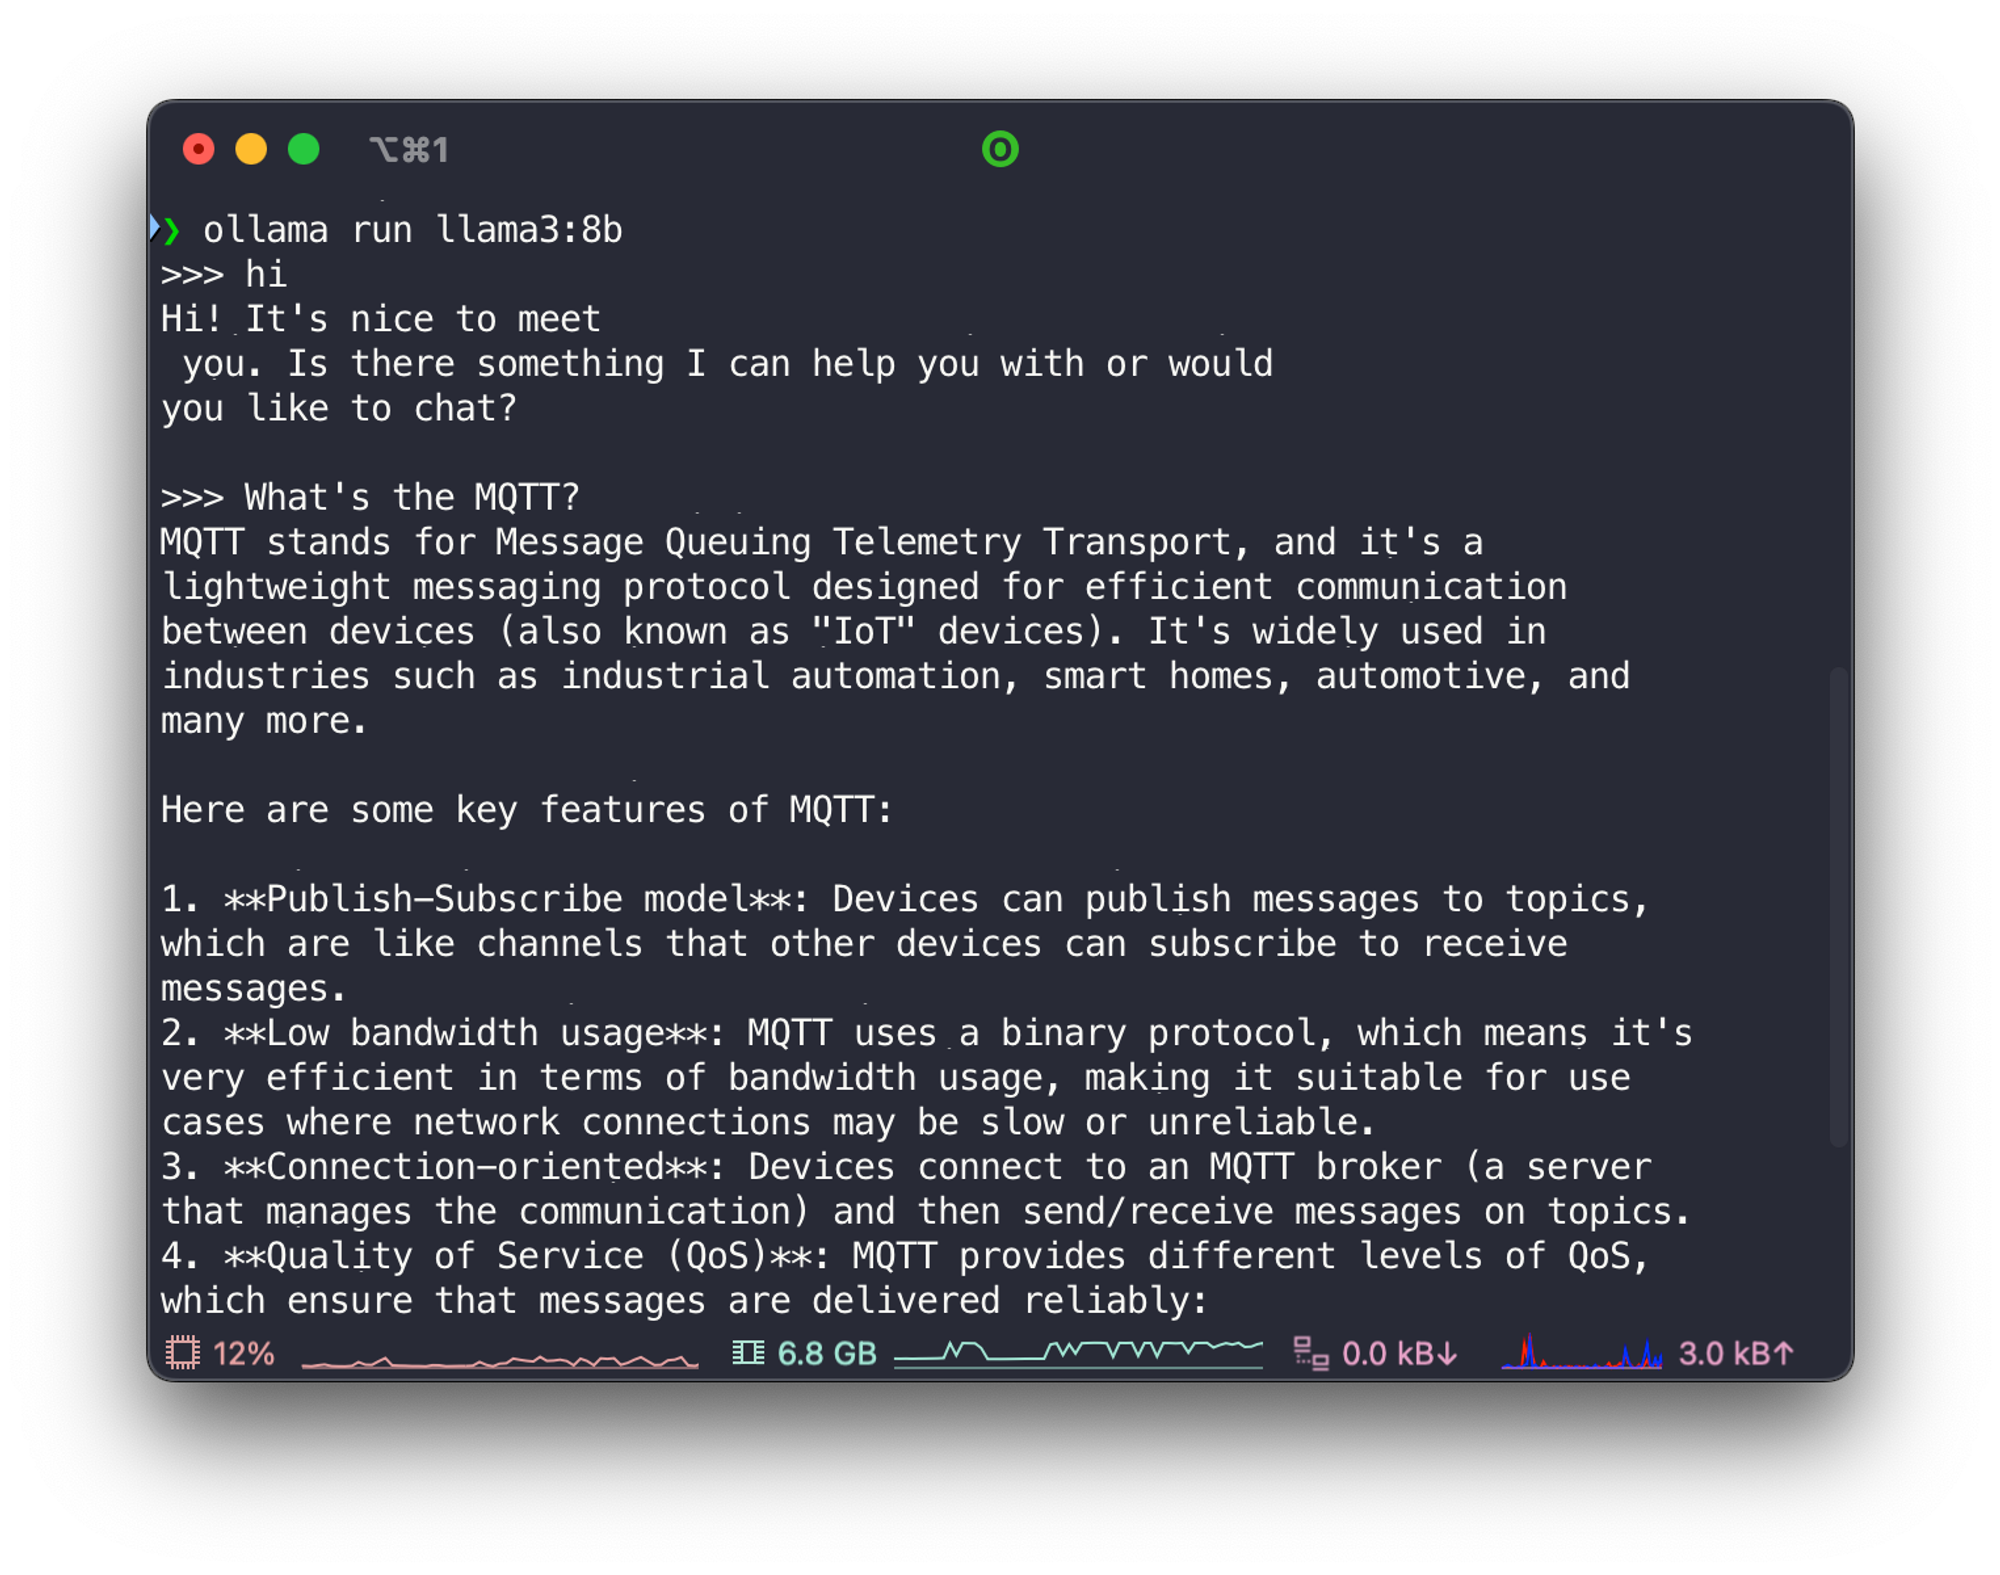 ⌥⌘1
❯ ollama run llama3:8b
>>> hi
Hi! It's nice to meet
you. Is there something I can help you with or would
you like to chat?
>>> What's the MQTT?
MQTT stands for Message Queuing Telemetry Transport, and it's a
lightweight messaging protocol designed for efficient communication
between devices (also known as "IoT" devices). It's widely used in
industries such as industrial automation, smart homes, automotive, and
many more.
Here are some key features of MQTT:
1. **Publish-Subscribe model**: Devices can publish messages to topics,
which are like channels that other devices can subscribe to receive
messages.
2. **Low bandwidth usage**: MQTT uses a binary protocol, which means it's
very efficient in terms of bandwidth usage, making it suitable for use
cases where network connections may be slow or unreliable.
3. **Connection-oriented**: Devices connect to an MQTT broker (a server
that manages the communication) and then send/receive messages on topics.
4. **Quality of Service (QoS)**: MQTT provides different levels of QoS,
which ensure that messages are delivered reliably:
12% 6.8 GB 0.0 kB↓ 3.0 kB↑